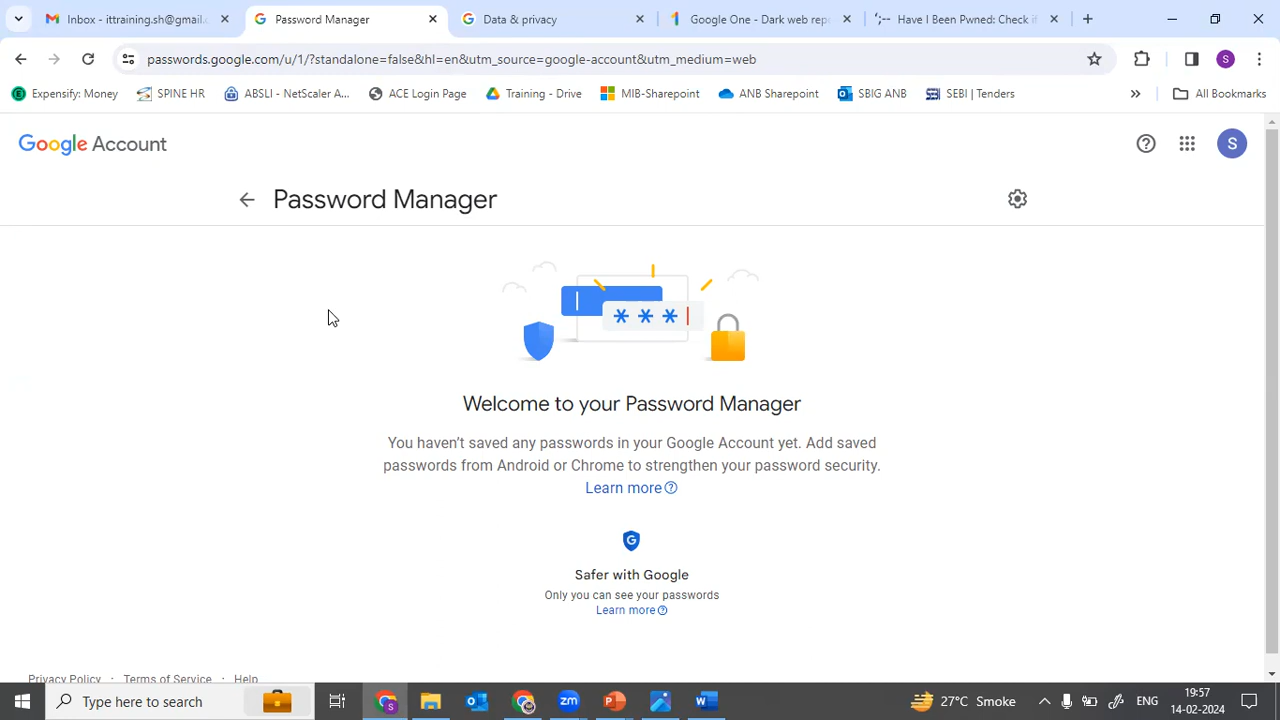 Inbox - ittraining.sh@gmail.c
Password Manager
Data & privacy
Google One - Dark web rep
Have I Been Pwned: Check if
passwords.google.com/u/1/?standalone=false&hl=en&utm_source=google-account&utm_medium=web
S
Expensify: Money
SPINE HR
ABSLI - NetScaler A...
ACE Login Page
Training - Drive
MIB-Sharepoint
ANB Sharepoint
SBIG ANB
SEBI | Tenders
»
All Bookmarks
Google Account
S
Password Manager
* * *
Welcome to your Password Manager
You haven't saved any passwords in your Google Account yet. Add saved
passwords from Android or Chrome to strengthen your password security.
Learn more
G
Safer with Google
Only you can see your passwords
Learn more
Privacy Policy · Terms of Service · Help
Type here to search
27°C Smoke
ENG
19:57
14-02-2024